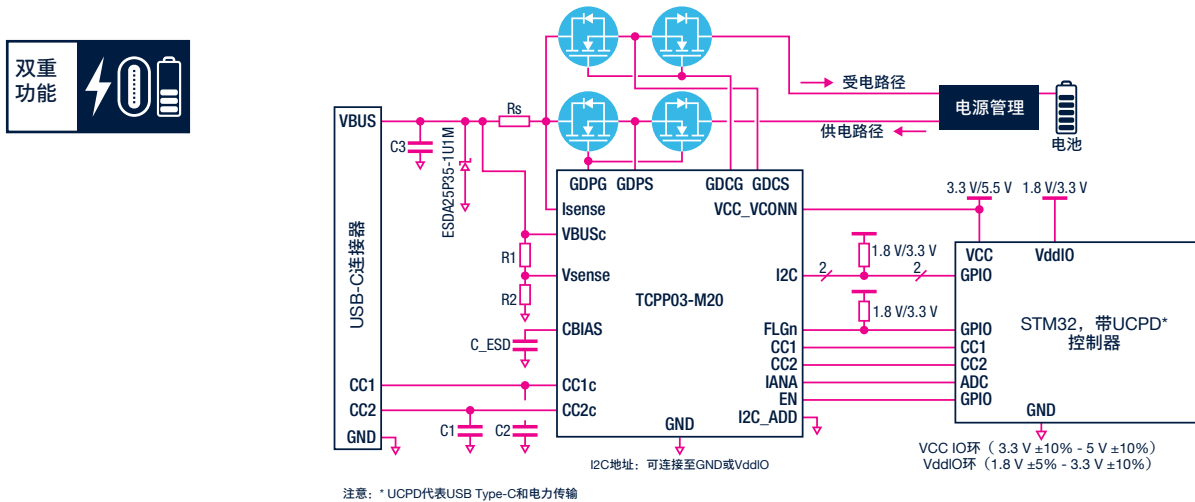 双重
功能
受电路径
供电路径
电源管理
电池
VBUS
Rs
C3
ESDA25P35-1U1M
USB-C连接器
GDPG
GDPS
GDCG
GDCS
Isense
VBUSc
R1
Vsense
R2
CBIAS
C_ESD
CC1
CC1c
CC2
CC2c
C1
C2
GND
TCPP03-M20
VCC_VCONN
I2C
FLGn
CC1
CC2
IANA
EN
I2C_ADD
GND
3.3 V/5.5 V
1.8 V/3.3 V
1.8 V/3.3 V
2
2
1.8 V/3.3 V
VCC
VddIO
GPIO
STM32，带UCPD*
控制器
GPIO
CC1
CC2
ADC
GPIO
GND
I2C地址：可连接至GND或VddIO
VCC IO环（ 3.3 V ±10% - 5 V ±10%）
VddIO环（1.8 V ±5% - 3.3 V ±10%）
注意：* UCPD代表USB Type-C和电力传输